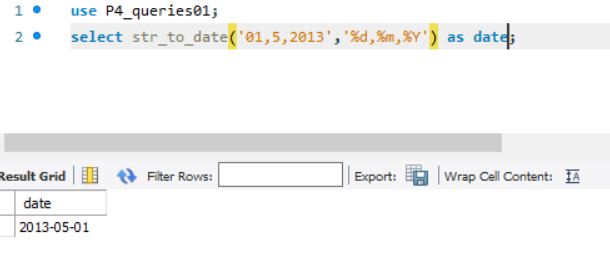 1 use P4_queries01;
2 select str_to_date('01,5,2013','%d,%m,%Y') as date;
Result Grid Filter Rows: Export: Wrap Cell Content: IA
date
2013-05-01